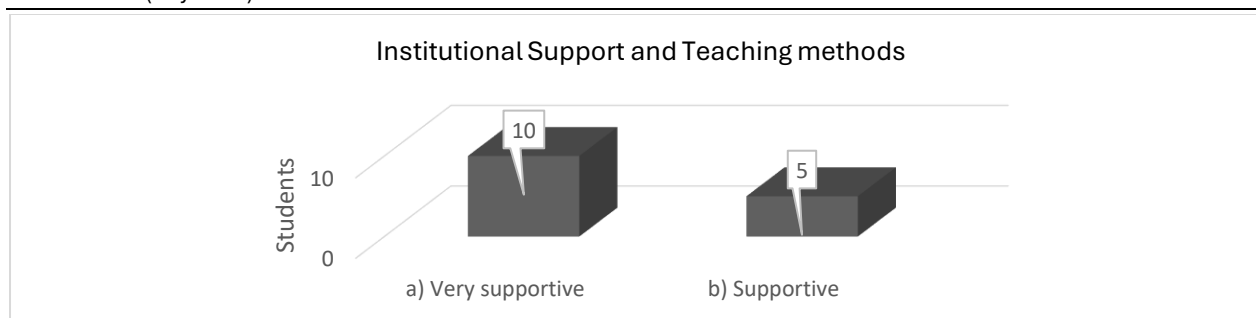 Institutional Support and Teaching methods
10
5
10
0
Students
a) Very supportive
b) Supportive